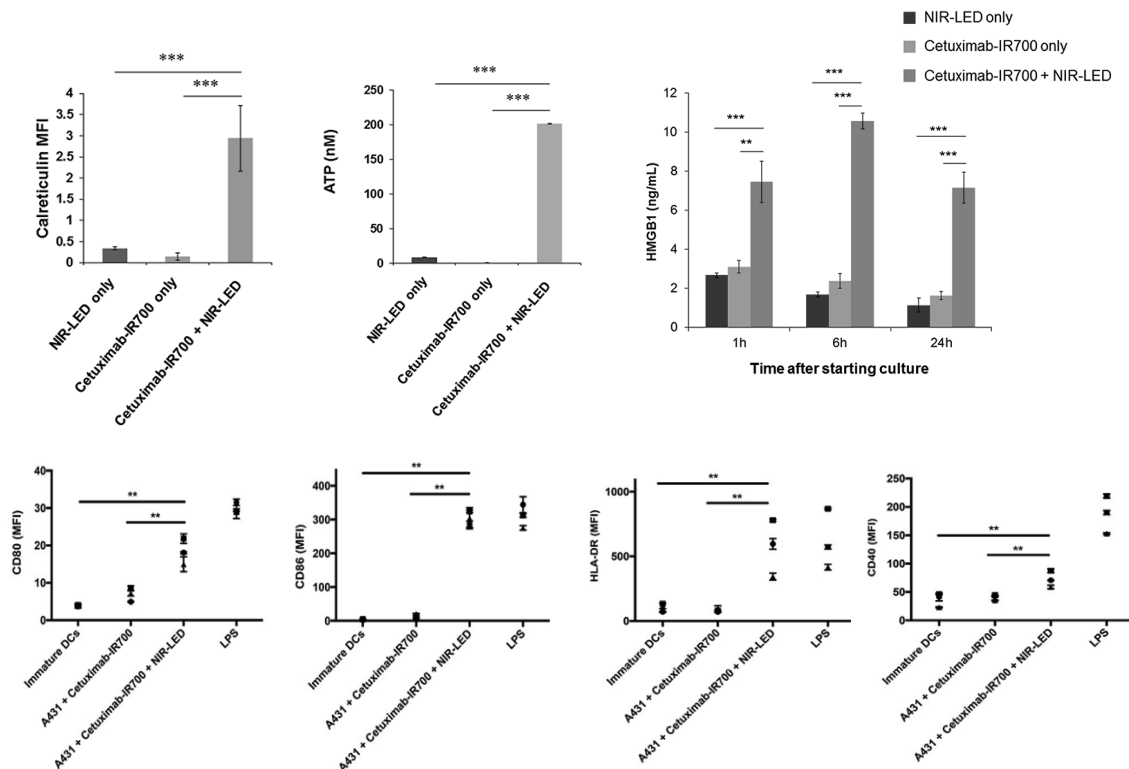 NIR-LED only
Cetuximab-IR700 only
Cetuximab-IR700 + NIR-LED
***
***
Calreticulin MFI
4
3.5
3
2.5
2
1.5
1
0.5
0
NIR-LED only
Cetuximab-IR700 only
Cetuximab-IR700 + NIR-LED
***
***
ATP (nM)
250
200
150
100
50
0
NIR-LED only
Cetuximab-IR700 only
Cetuximab-IR700 + NIR-LED
HMGB1 (ng/mL)
12
10
8
6
4
2
0
***
**
***
***
***
***
1h
6h
24h
Time after starting culture
CD80 (MFI)
40
30
20
10
0
**
**
Immature DCs
A431 + Cetuximab-IR700
A431 + Cetuximab-IR700 + NIR-LED
LPS
CD86 (MFI)
400
300
200
100
0
**
**
Immature DCs
A431 + Cetuximab-IR700
A431 + Cetuximab-IR700 + NIR-LED
LPS
HLA-DR (MFI)
1000
500
0
**
**
Immature DCs
A431 + Cetuximab-IR700
A431 + Cetuximab-IR700 + NIR-LED
LPS
CD40 (MFI)
250
200
150
100
50
0
**
**
Immature DCs
A431 + Cetuximab-IR700
A431 + Cetuximab-IR700 + NIR-LED
LPS